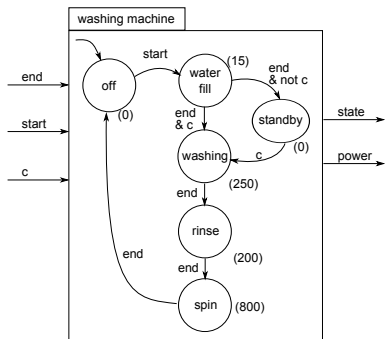 washing machine
start
(15)
water
fill
end
& not c
end
off
(0)
end
& c
standby
state
start
c
(0)
washing
power
c
(250)
end
rinse
end
(200)
end
spin
(800)